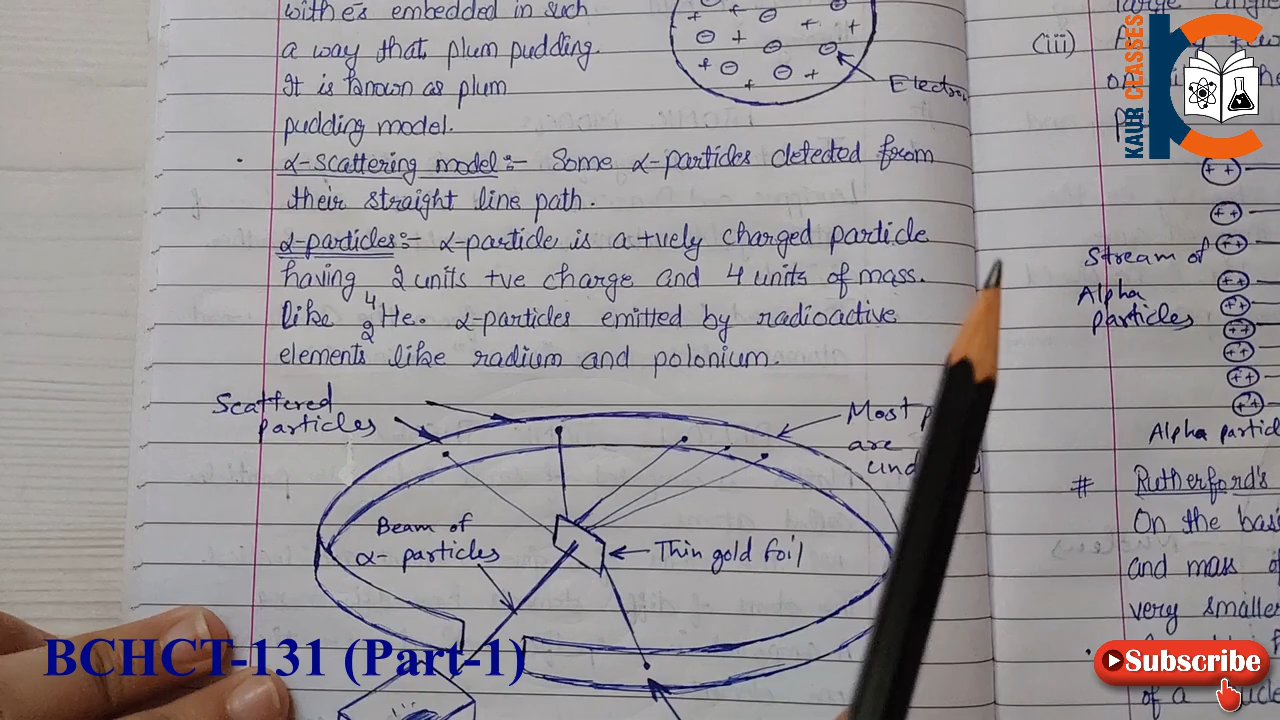 with es embedded in such
a way that plum pudding.
It is known as plum
pudding model.
Electron
α-scattering model:- Some α-particles detected from
their straight line path.
α-particles:- α-particle is a +vely charged particle
having 2 units +ve charge and 4 units of mass.
like ⁴₂He. α-particles emitted by radioactive
elements like radium and polonium.
Scattered
particles
Most
are
Beam of
α- particles
Thin gold foil
large
(iii)
Stream of
Alpha
particles
Alpha
# Rutherford's
On the
and mass
very smaller
of a
KAUR CLASSES
BCHCT-131 (Part-1)
Subscribe